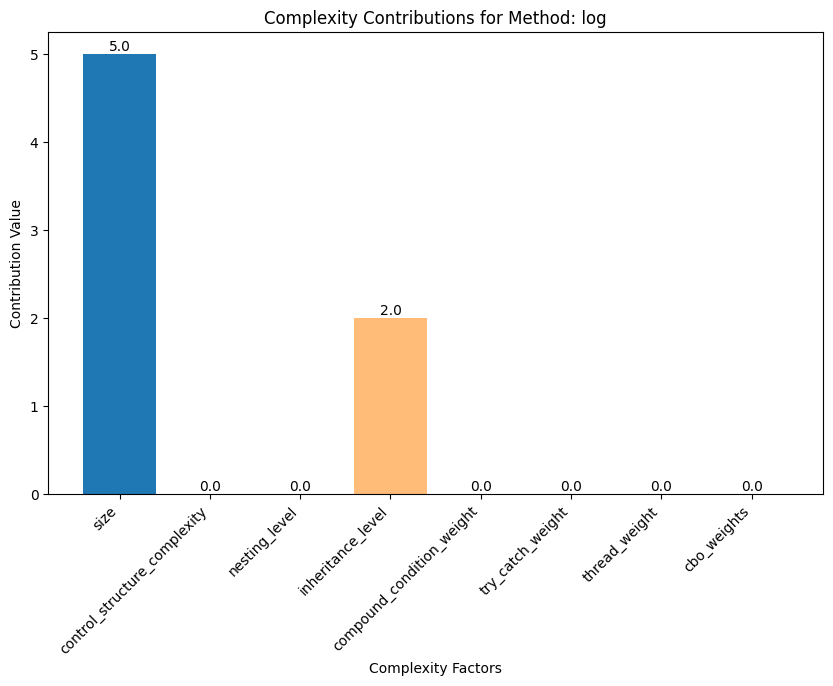 Complexity Contributions for Method: log
Contribution Value
5
4
3
2
1
0
5.0
0.0
0.0
2.0
0.0
0.0
0.0
0.0
size
control_structure_complexity
nesting_level
inheritance_level
compound_condition_weight
try_catch_weight
thread_weight
cbo_weights
Complexity Factors